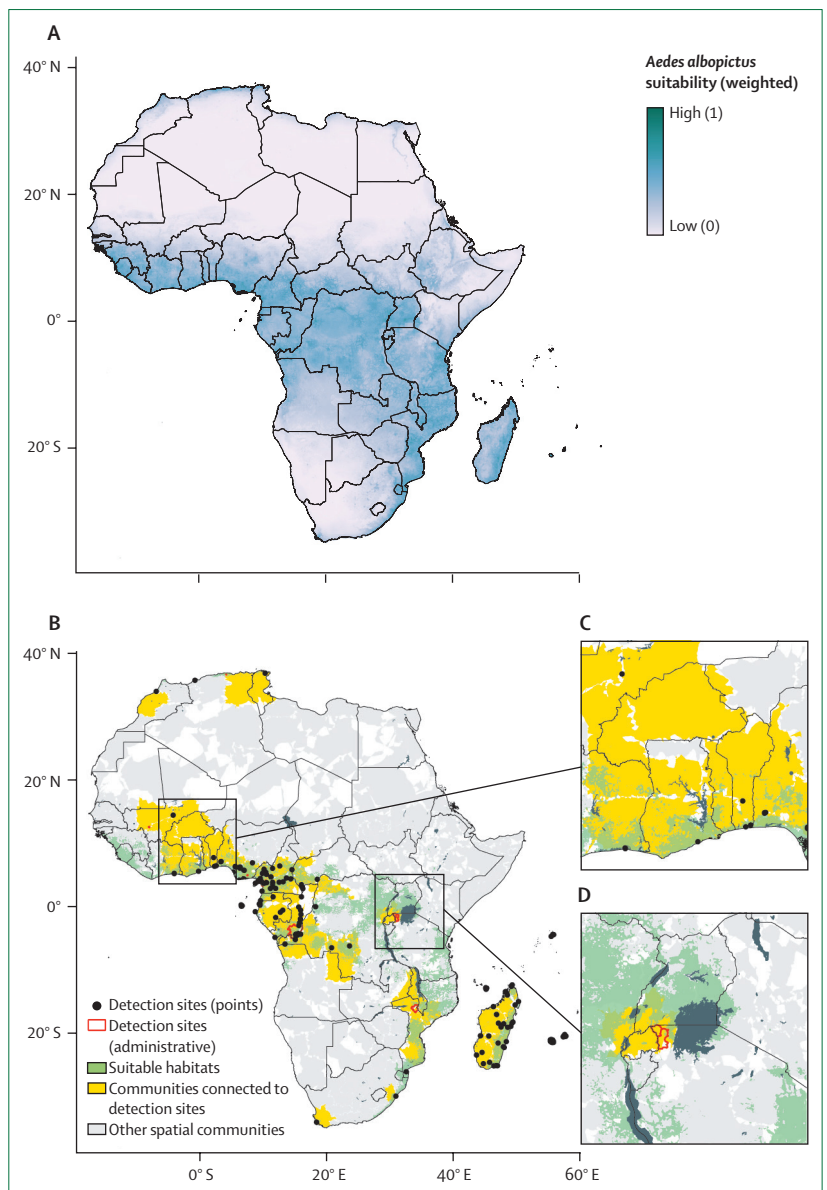 A
40° N
20° N
0°
20° S
Aedes albopictus
suitability (weighted)
High (1)
Low (0)
B
40° N
20° N
0°
20° S
0° S
20° E
40° E
60° E
Detection sites (points)
Detection sites
(administrative)
Suitable habitats
Communities connected to
detection sites
Other spatial communities
C
D